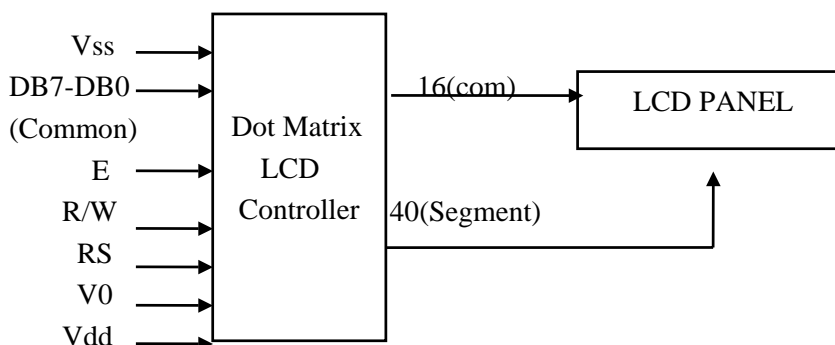 Vss
DB7-DB0
(Common)
E
R/W
RS
V0
Vdd
Dot Matrix
LCD
Controller
16(com)
40(Segment)
LCD PANEL